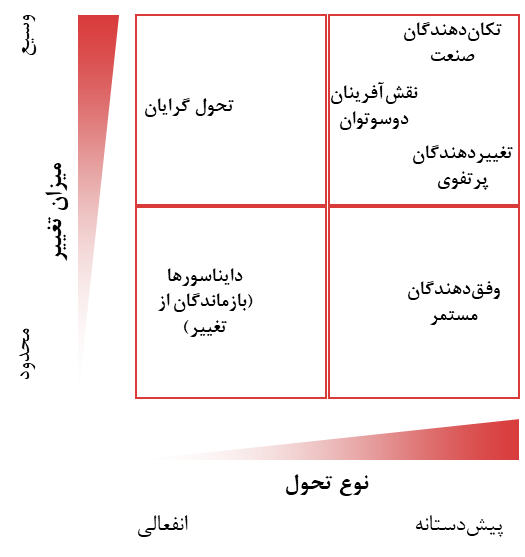 وسیع
میزان تغییر
محدود
تکان‌دهندگان
صنعت
نقش‌آفرینان
دوسوتوان
تغییردهندگان
پرتفوی
تحول گرایان
وفق‌دهندگان
مستمر
دایناسورها
(بازماندگان از
تغییر)
نوع تحول
پیش‌دستانه
انفعالی